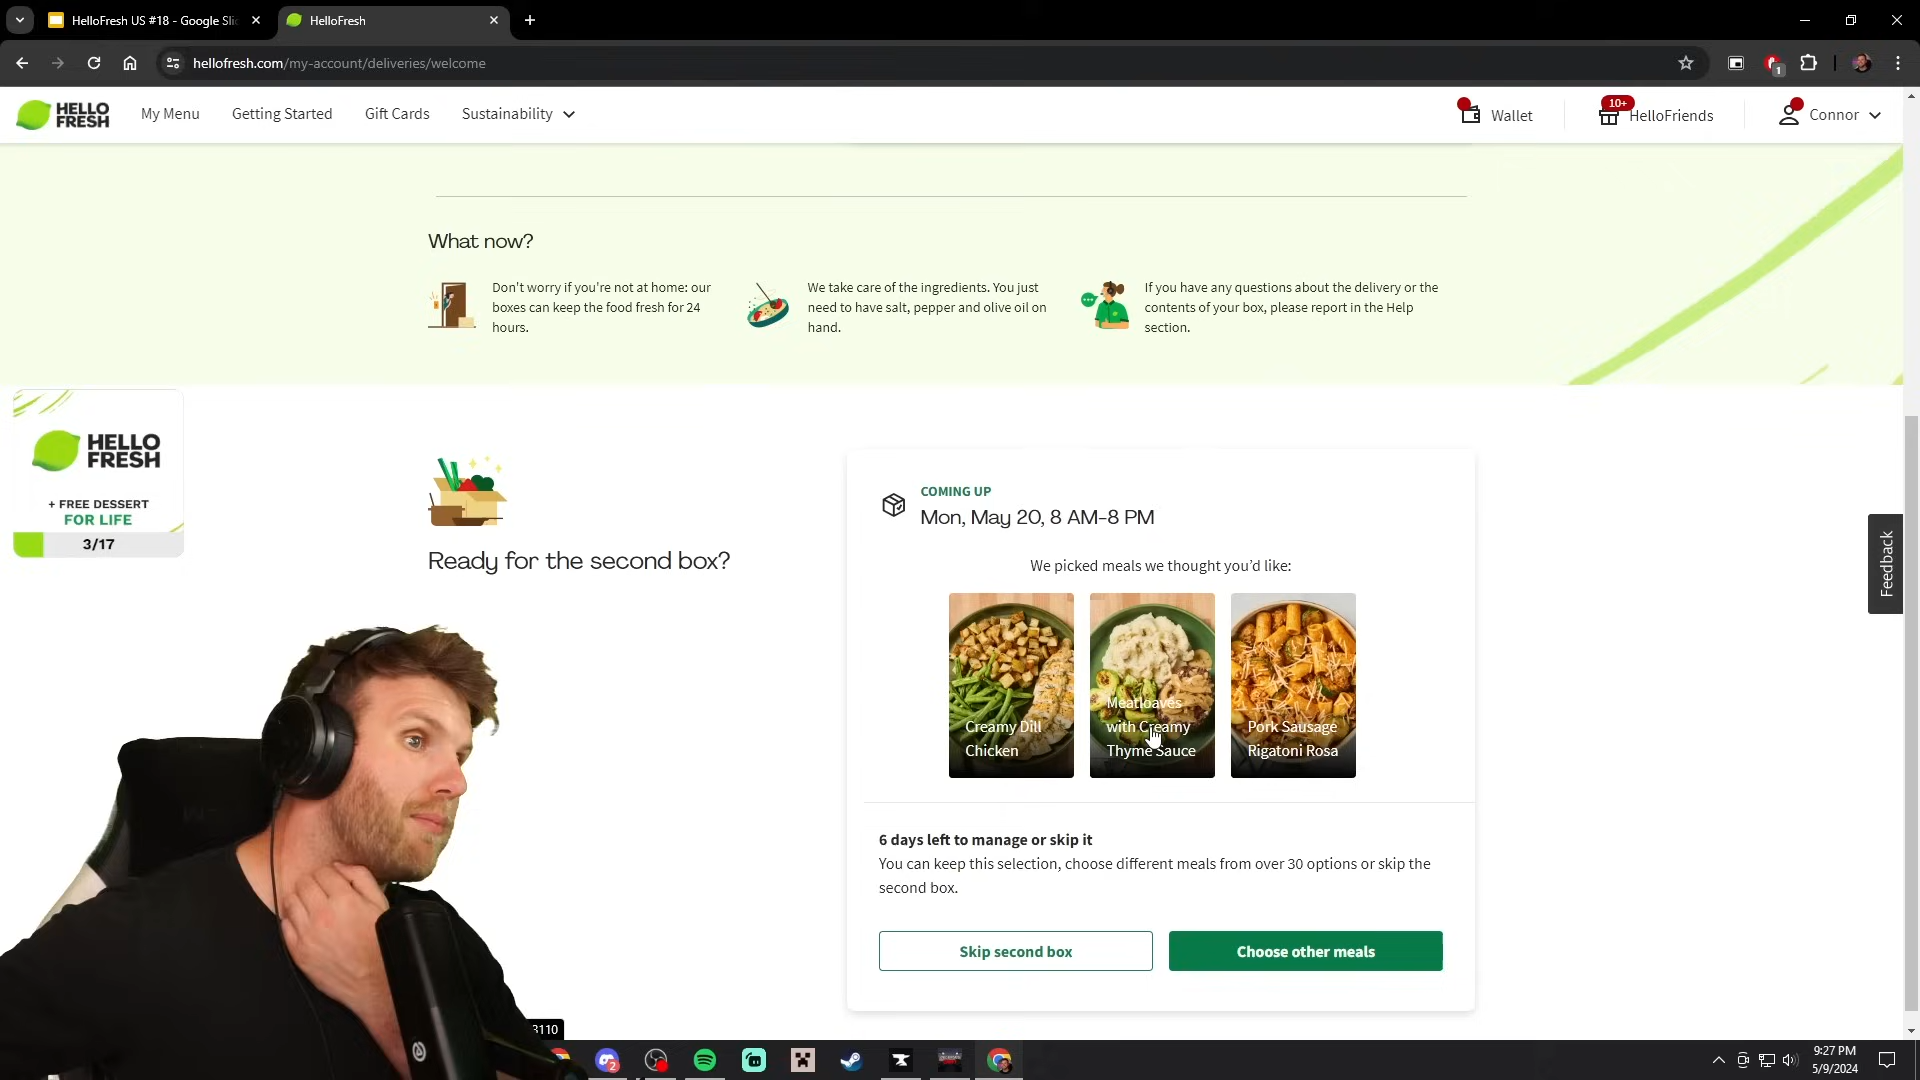 HelloFresh US #18 - Google Sli
HelloFresh
hellofresh.com/my-account/deliveries/welcome
1
HELLO
FRESH
My Menu
Getting Started
Gift Cards
Sustainability
Wallet
10+
HelloFriends
Connor
What now?
Don't worry if you're not at home: our
boxes can keep the food fresh for 24
hours.
We take care of the ingredients. You just
need to have salt, pepper and olive oil on
hand.
If you have any questions about the delivery or the
contents of your box, please report in the Help
section.
HELLO
FRESH
+ FREE DESSERT
FOR LIFE
3/17
Ready for the second box?
COMING UP
Mon, May 20, 8 AM-8 PM
We picked meals we thought you'd like:
Creamy Dill
Chicken
Meatloaves
with Creamy
Thyme Sauce
Pork Sausage
Rigatoni Rosa
6 days left to manage or skip it
You can keep this selection, choose different meals from over 30 options or skip the
second box.
Skip second box
Choose other meals
Feedback
3110
2
9:27 PM
5/9/2024